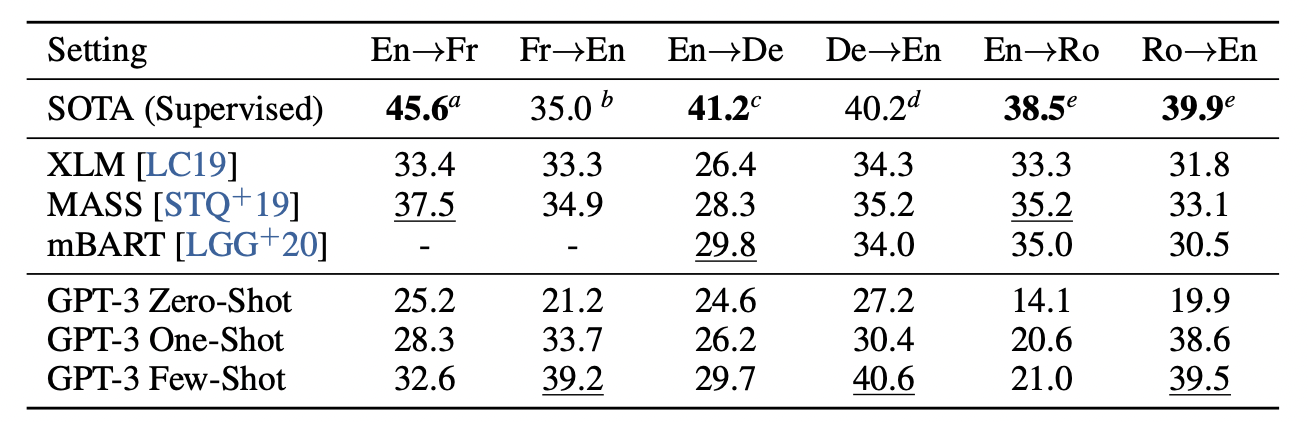 Setting En→Fr Fr→En En→De De→En En→Ro Ro→En
SOTA (Supervised) 45.6a 35.0 b 41.2c 40.2d 38.5e 39.9e
XLM [LC19] 33.4 33.3 26.4 34.3 33.3 31.8
MASS [STQ+19] 37.5 34.9 28.3 35.2 35.2 33.1
mBART [LGG+20] - - 29.8 34.0 35.0 30.5
GPT-3 Zero-Shot 25.2 21.2 24.6 27.2 14.1 19.9
GPT-3 One-Shot 28.3 33.7 26.2 30.4 20.6 38.6
GPT-3 Few-Shot 32.6 39.2 29.7 40.6 21.0 39.5